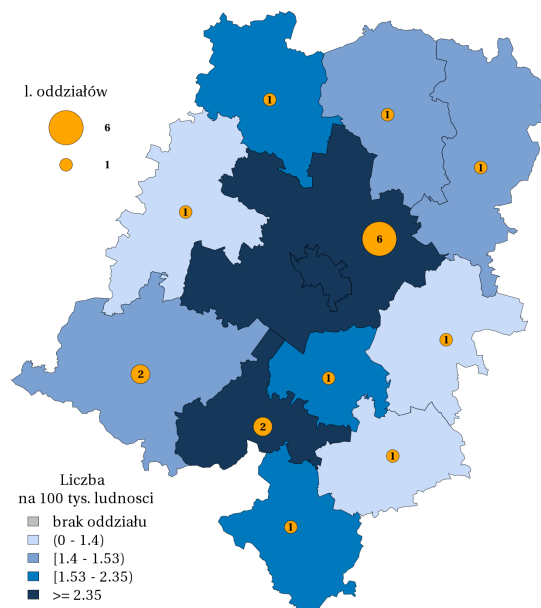 l. oddziałów
6
1
1
1
1
1
6
1
2
1
2
1
1
Liczba
na 100 tys. ludnosci
brak oddziału
(0 - 1.4)
[1.4 - 1.53)
[1.53 - 2.35)
>= 2.35